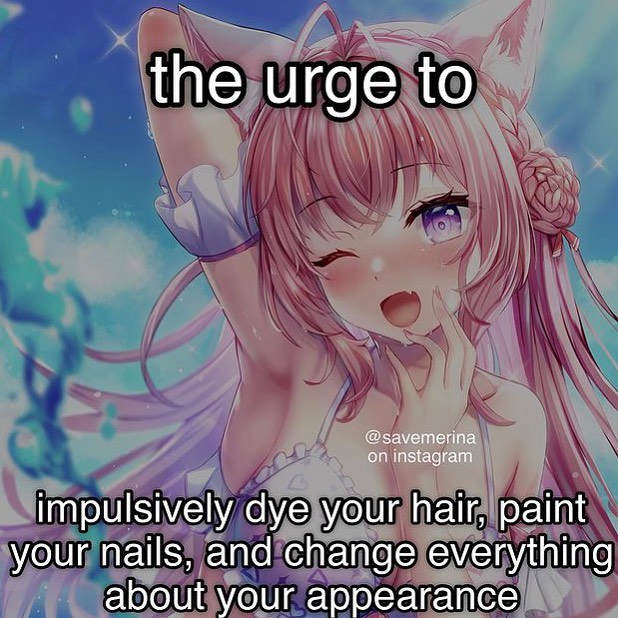 the urge to
@savemerina
on instagram
impulsively dye your hair, paint
your nails, and change everything
about your appearance